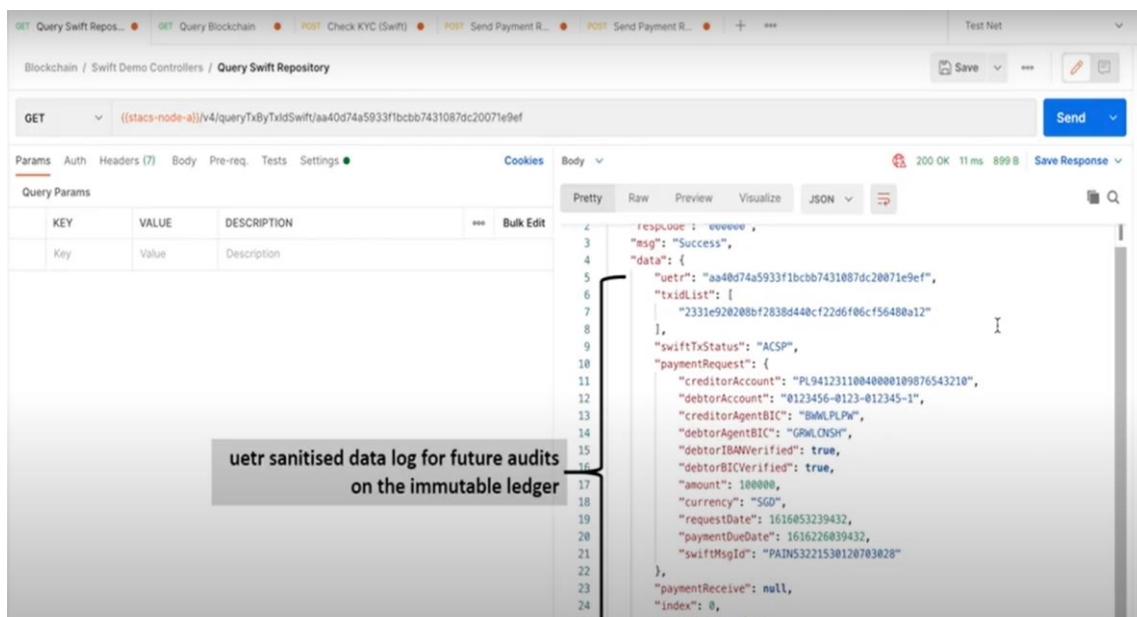 GET Query Swift Repos... GET Query Blockchain POST Check KYC (Swift) POST Send Payment R... POST Send Payment R... + ••• Test Net
Blockchain / Swift Demo Controllers / Query Swift Repository Save •••
GET {{stacs-node-a}}/v4/queryTxByTxIdSwift/aa40d74a5933f1bcbb7431087dc20071e9ef Send
Params Auth Headers (7) Body Pre-req. Tests Settings Cookies Body 200 OK 11 ms 899 B Save Response
Query Params
Pretty Raw Preview Visualize JSON
KEY VALUE DESCRIPTION ••• Bulk Edit
Key Value Description
2 "respCode": "000000",
3 "msg": "Success",
4 "data": {
5 "uetr": "aa40d74a5933f1bcbb7431087dc20071e9ef",
6 "txidList": [
7 "2331e920208bf2838d440cf22d6f06cf56480a12"
8 ],
9 "swiftTxStatus": "ACSP",
10 "paymentRequest": {
11 "creditorAccount": "PL94123110040000109876543210",
12 "debtorAccount": "0123456-0123-012345-1",
13 "creditorAgentBIC": "BWWLPLPW",
14 "debtorAgentBIC": "GRWLCNSH",
15 "debtorIBANVerified": true,
16 "debtorBICVerified": true,
17 "amount": 100000,
18 "currency": "SGD",
19 "requestDate": 1616053239432,
20 "paymentDueDate": 1616226039432,
21 "swiftMsgId": "PAIN53221530120703028"
22 },
23 "paymentReceive": null,
24 "index": 0,
uetr sanitised data log for future audits
on the immutable ledger